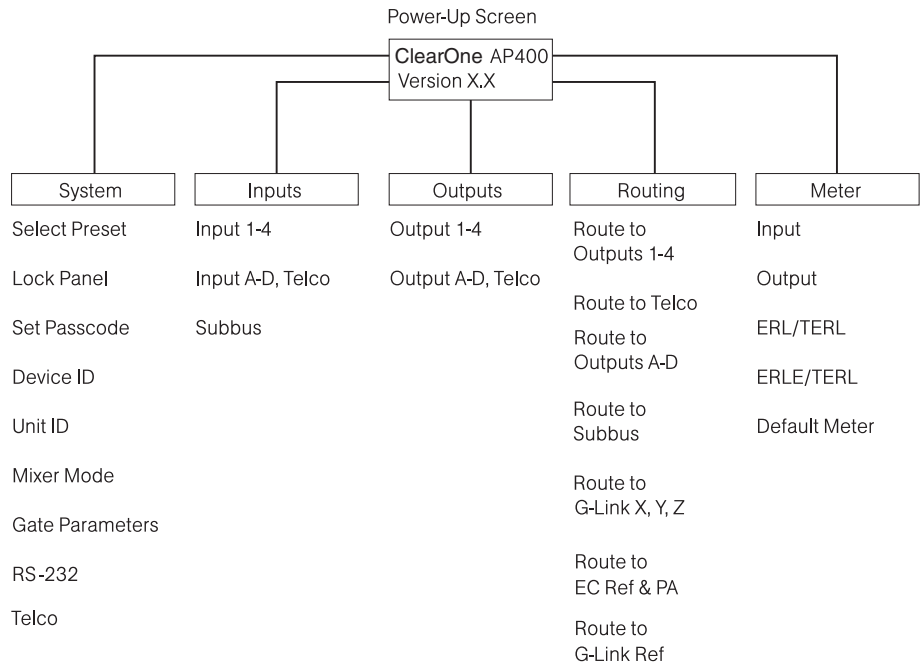 Power-Up Screen
ClearOne AP400
Version X.X
System
Select Preset
Lock Panel
Set Passcode
Device ID
Unit ID
Mixer Mode
Gate Parameters
RS-232
Telco
Inputs
Input 1-4
Input A-D, Telco
Subbus
Outputs
Output 1-4
Output A-D, Telco
Routing
Route to
Outputs 1-4
Route to Telco
Route to
Outputs A-D
Route to
Subbus
Route to
G-Link X, Y, Z
Route to
EC Ref & PA
Route to
G-Link Ref
Meter
Input
Output
ERL/TERL
ERLE/TERL
Default Meter